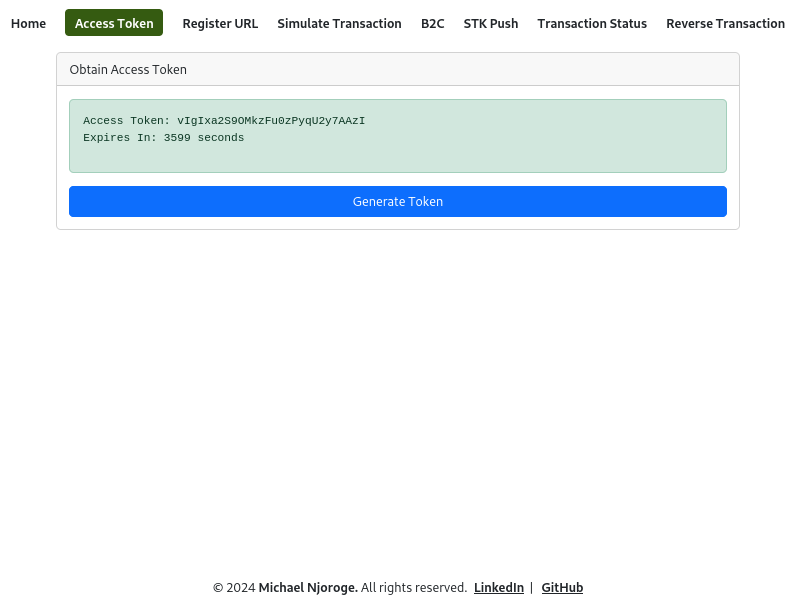 Home Access Token Register URL Simulate Transaction B2C STK Push Transaction Status Reverse Transaction
Obtain Access Token
Access Token: vIgIxa2S9OMkzFu0zPyqU2y7AAzI
Expires In: 3599 seconds
Generate Token
© 2024 Michael Njoroge. All rights reserved. LinkedIn | GitHub